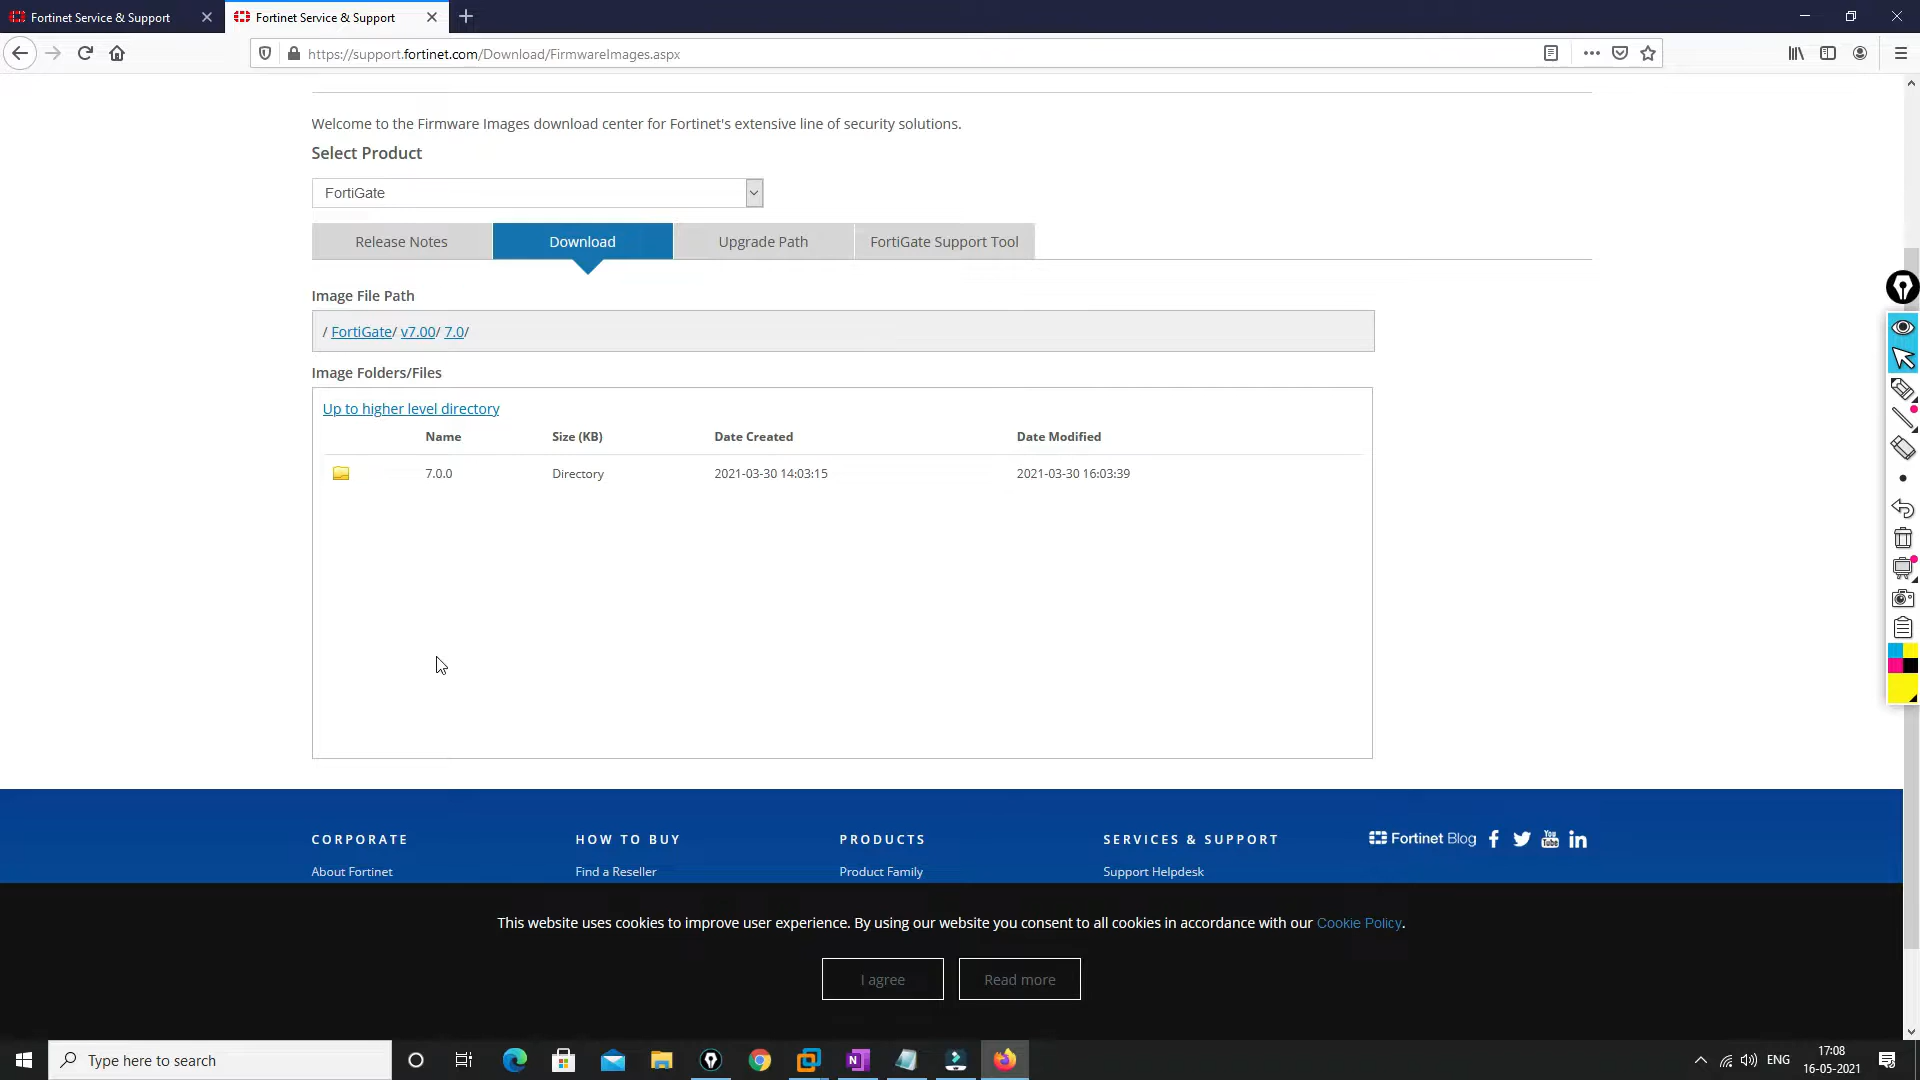 Fortinet Service & Support
Fortinet Service & Support
https://support.fortinet.com/Download/FirmwareImages.aspx
Welcome to the Firmware Images download center for Fortinet's extensive line of security solutions.
Select Product
FortiGate
Release Notes Download Upgrade Path FortiGate Support Tool
Image File Path
/ FortiGate/ v7.00/ 7.0/
Image Folders/Files
Up to higher level directory
Name Size (KB) Date Created Date Modified
7.0.0 Directory 2021-03-30 14:03:15 2021-03-30 16:03:39
CORPORATE HOW TO BUY PRODUCTS SERVICES & SUPPORT Fortinet Blog
About Fortinet Find a Reseller Product Family Support Helpdesk
This website uses cookies to improve user experience. By using our website you consent to all cookies in accordance with our Cookie Policy.
I agree Read more
Type here to search
ENG
17:08
16-05-2021